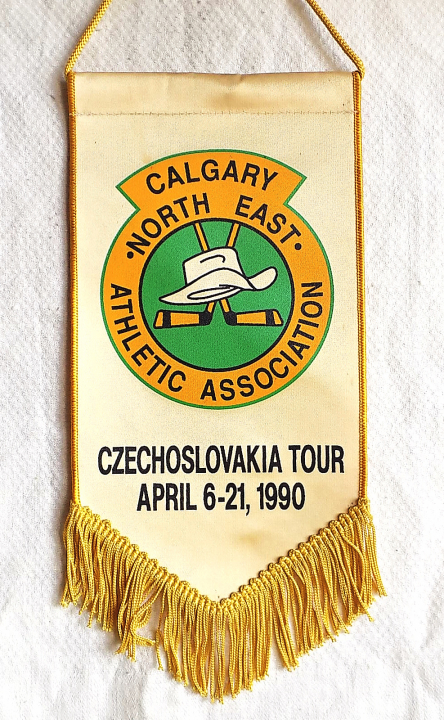 CALGARY
•NORTH EAST•
ATHLETIC ASSOCIATION
CZECHOSLOVAKIA TOUR
APRIL 6-21, 1990